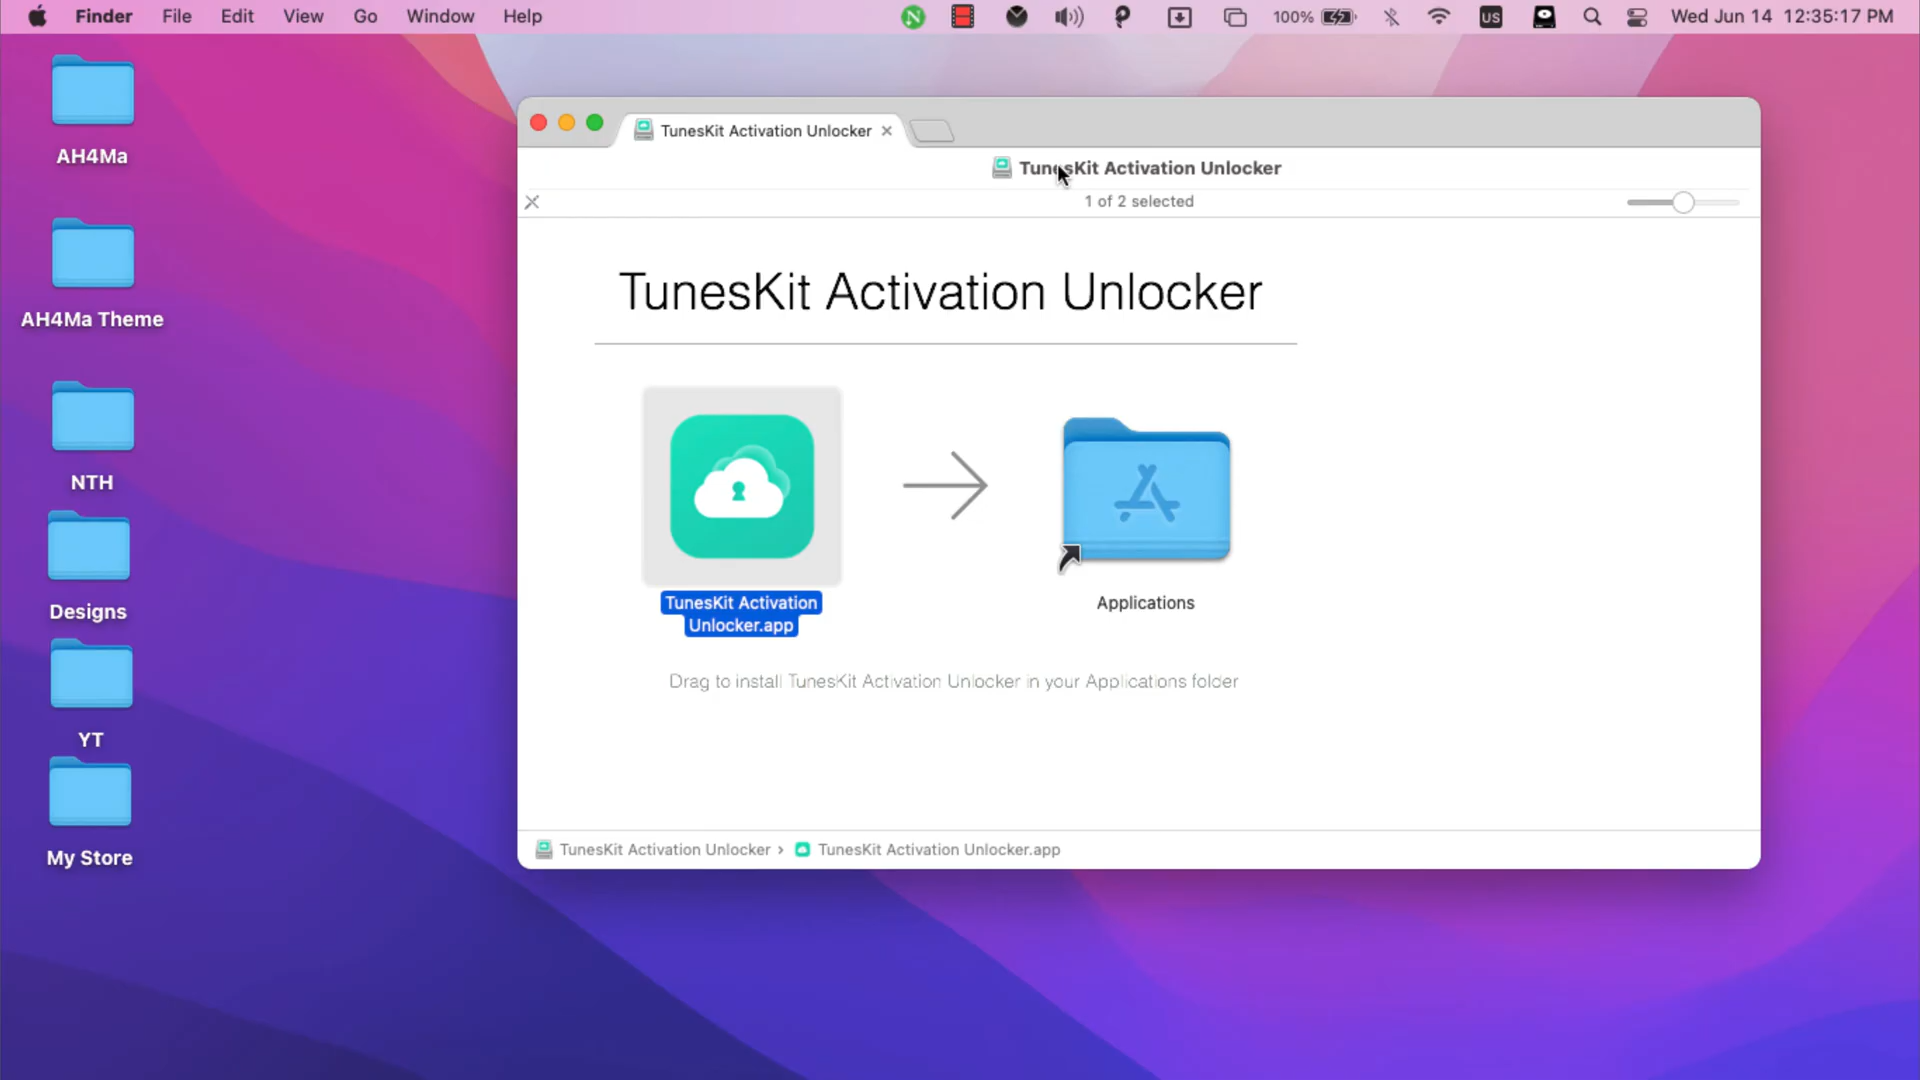 Finder File Edit View Go Window Help 100% US Wed Jun 14 12:35:17 PM
AH4Ma
AH4Ma Theme
NTH
Designs
YT
My Store
TunesKit Activation Unlocker
TunesKit Activation Unlocker
1 of 2 selected
TunesKit Activation Unlocker
TunesKit Activation
Unlocker.app
Applications
Drag to install TunesKit Activation Unlocker in your Applications folder
TunesKit Activation Unlocker › TunesKit Activation Unlocker.app